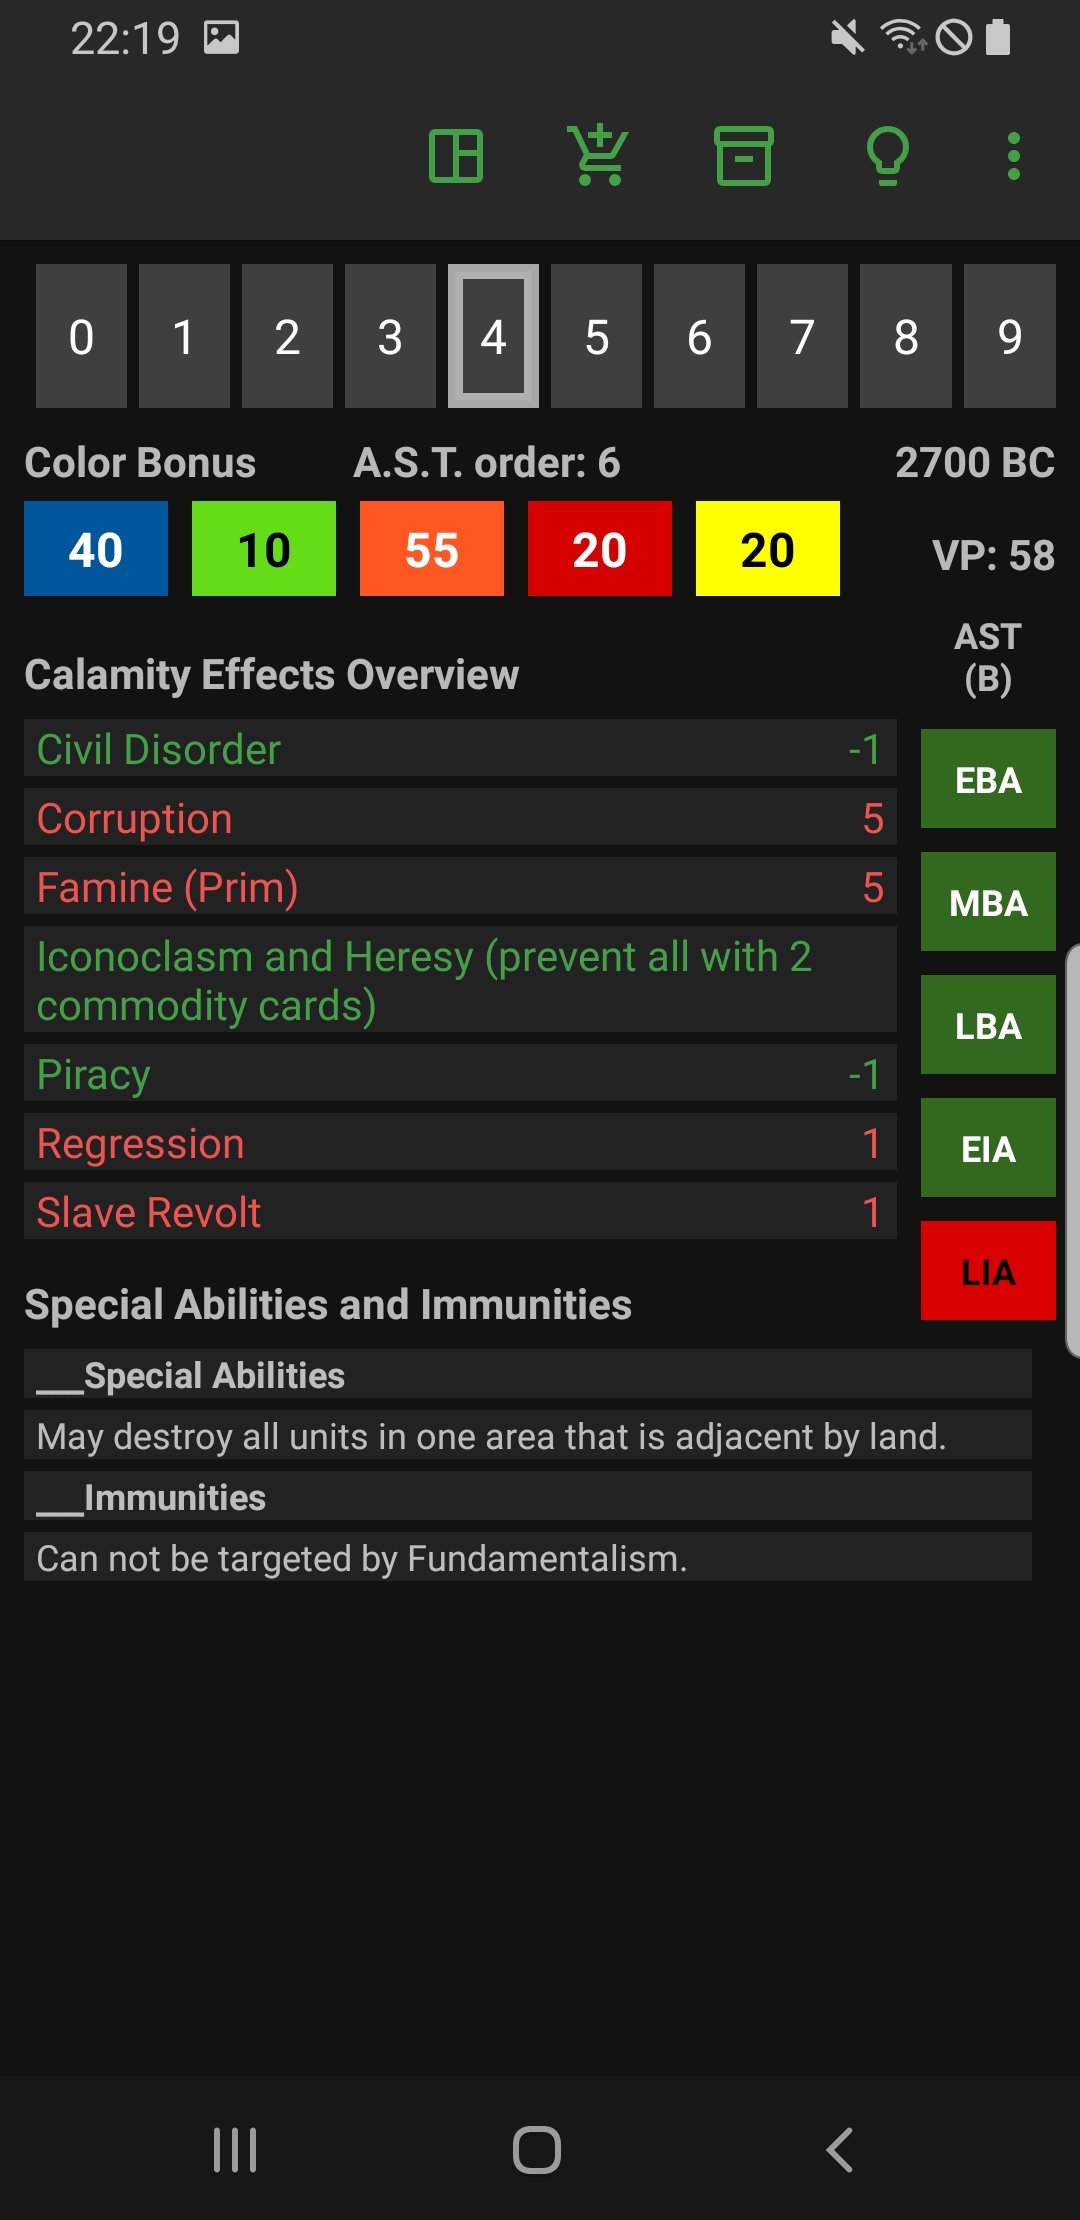 22:19
0 1 2 3 4 5 6 7 8 9
Color Bonus A.S.T. order: 6 2700 BC
40 10 55 20 20 VP: 58
AST
(B)
Calamity Effects Overview
Civil Disorder -1
Corruption 5
Famine (Prim) 5
Iconoclasm and Heresy (prevent all with 2
commodity cards)
Piracy -1
Regression 1
Slave Revolt 1
EBA
MBA
LBA
EIA
LIA
Special Abilities and Immunities
___Special Abilities
May destroy all units in one area that is adjacent by land.
___Immunities
Can not be targeted by Fundamentalism.